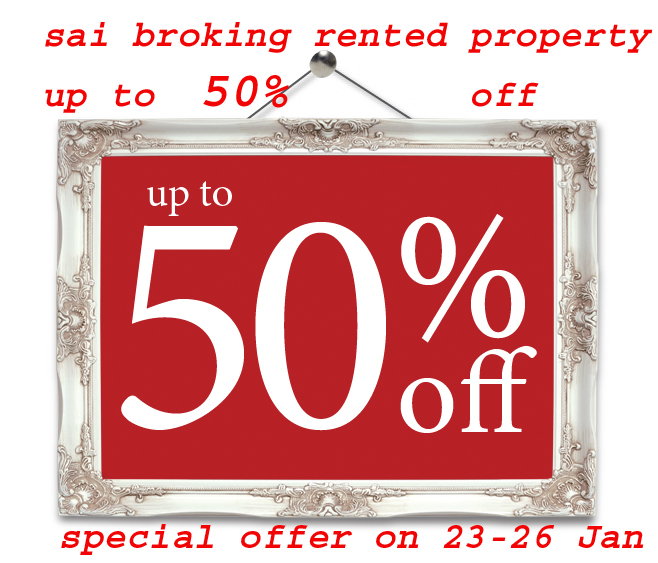 sai broking rented property
up to 50% off
up to
50%
off
special offer on 23-26 Jan